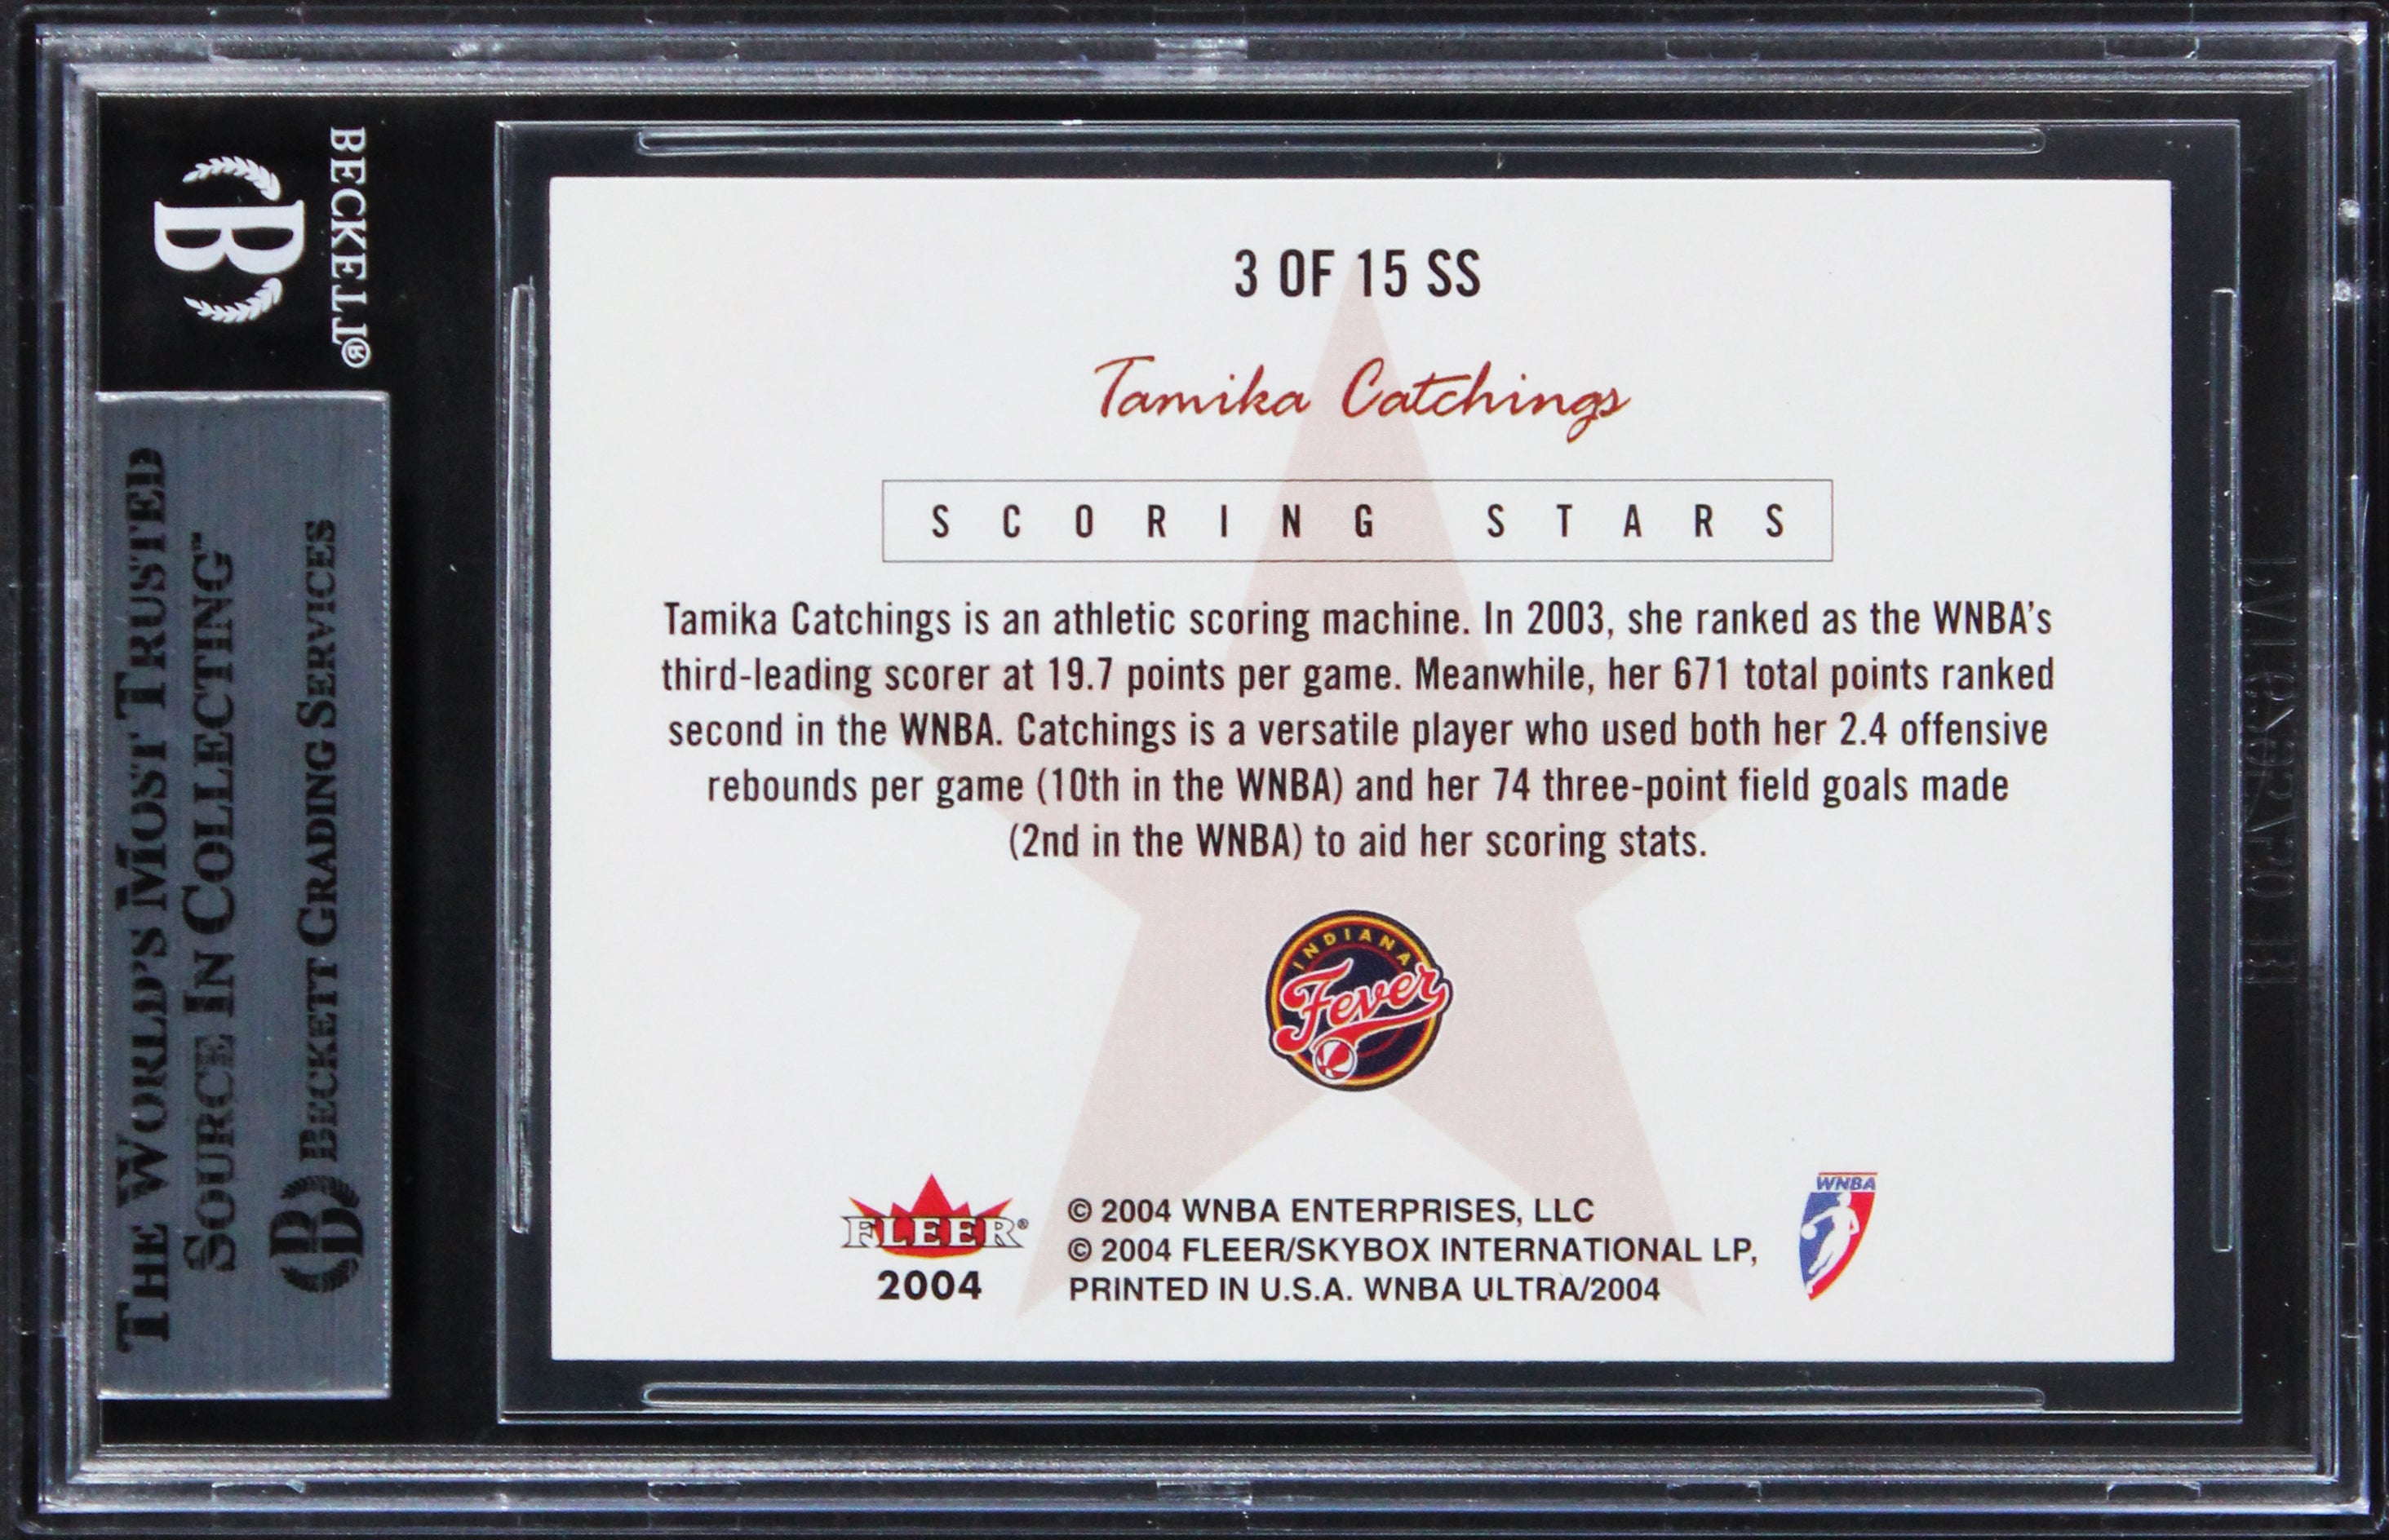 BECKETT®
B
THE WORLD'S MOST TRUSTED
SOURCE IN COLLECTING™
BECKETT GRADING SERVICES
3 OF 15 SS
Tamika Catchings
SCORING STARS
Tamika Catchings is an athletic scoring machine. In 2003, she ranked as the WNBA's
third-leading scorer at 19.7 points per game. Meanwhile, her 671 total points ranked
second in the WNBA. Catchings is a versatile player who used both her 2.4 offensive
rebounds per game (10th in the WNBA) and her 74 three-point field goals made
(2nd in the WNBA) to aid her scoring stats.
INDIANA
Fever
FLEER®
2004
© 2004 WNBA ENTERPRISES, LLC
© 2004 FLEER/SKYBOX INTERNATIONAL LP,
PRINTED IN U.S.A. WNBA ULTRA/2004
WNBA